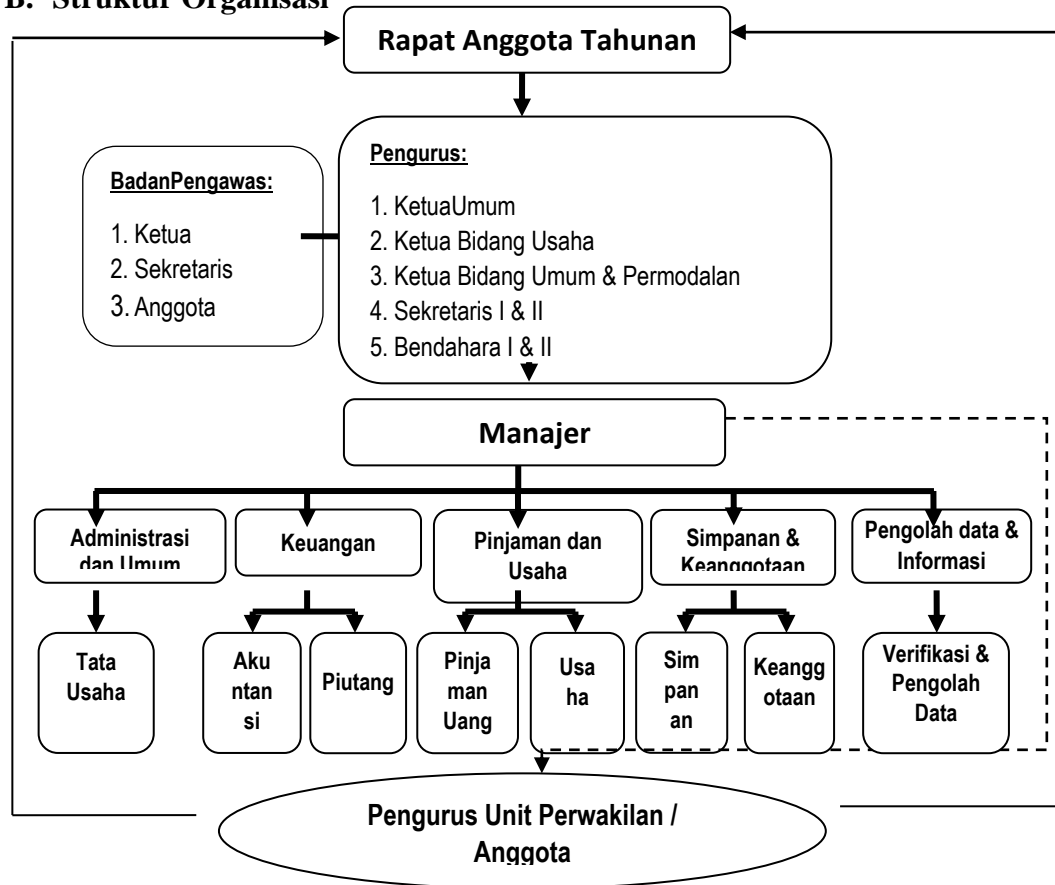 B. Struktur Organisasi
Rapat Anggota Tahunan
BadanPengawas:
1. Ketua
2. Sekretaris
3. Anggota
Pengurus:
1. KetuaUmum
2. Ketua Bidang Usaha
3. Ketua Bidang Umum & Permodalan
4. Sekretaris I & II
5. Bendahara I & II
Manajer
Administrasi
dan Umum
Keuangan
Pinjaman dan
Usaha
Simpanan &
Keanggotaan
Pengolah data &
Informasi
Tata
Usaha
Aku
ntan
si
Piutang
Pinja
man
Uang
Usa
ha
Sim
pan
an
Keangg
otaan
Verifikasi &
Pengolah
Data
Pengurus Unit Perwakilan /
Anggota